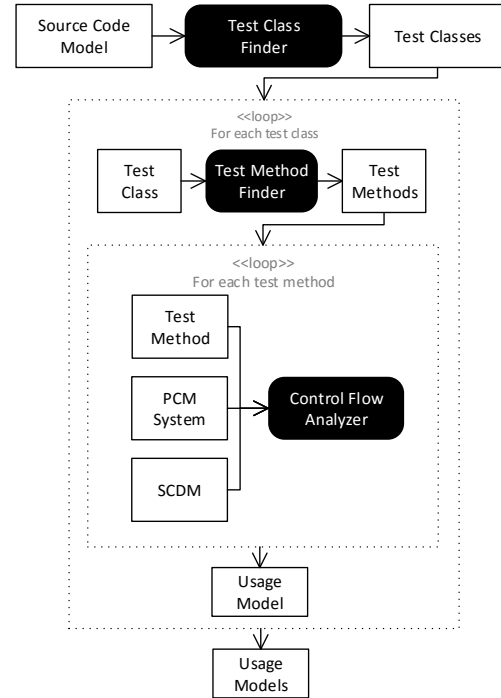 Source Code
Model
Test Class
Finder
Test Classes
<<loop>>
For each test class
Test
Class
Test Method
Finder
Test
Methods
<<loop>>
For each test method
Test
Method
PCM
System
SCDM
Control Flow
Analyzer
Usage
Model
Usage
Models